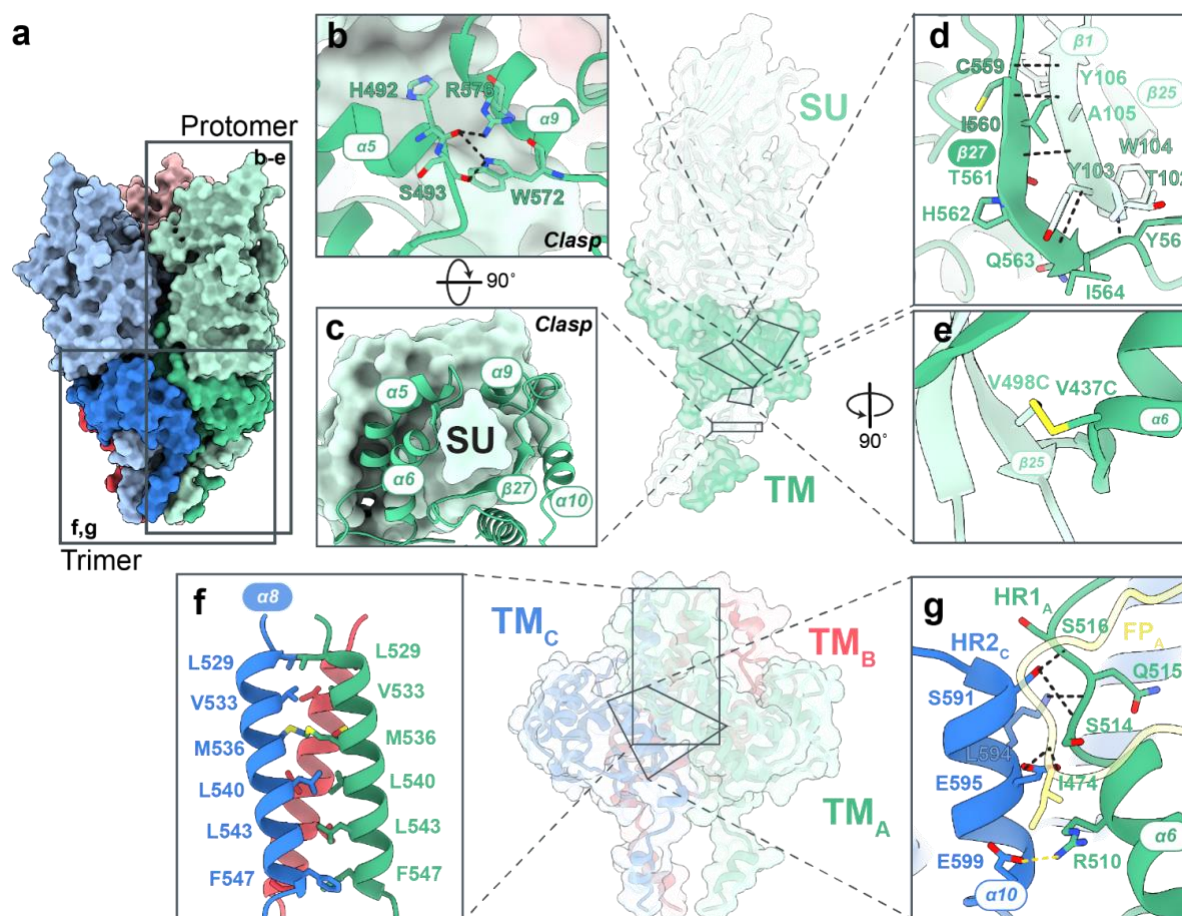 a
Protomer
b-e
f,g
Trimer
b
H492
R579
α9
α5
S493
W572
Clasp
90°
c
Clasp
α5
α9
SU
α6
β27
α10
SU
TM
d
β1
C559
Y106
β25
A105
I560
W104
β27
Y103
T102
T561
H562
Y56
Q563
I564
90°
e
V498C
V437C
α6
β25
f
α8
L529
L529
V533
V533
M536
M536
L540
L540
L543
L543
F547
F547
TMC
TMB
TMA
g
HR1A
S516
FPA
HR2C
Q515
S591
S514
L594
E595
I474
α6
E599
R510
α10